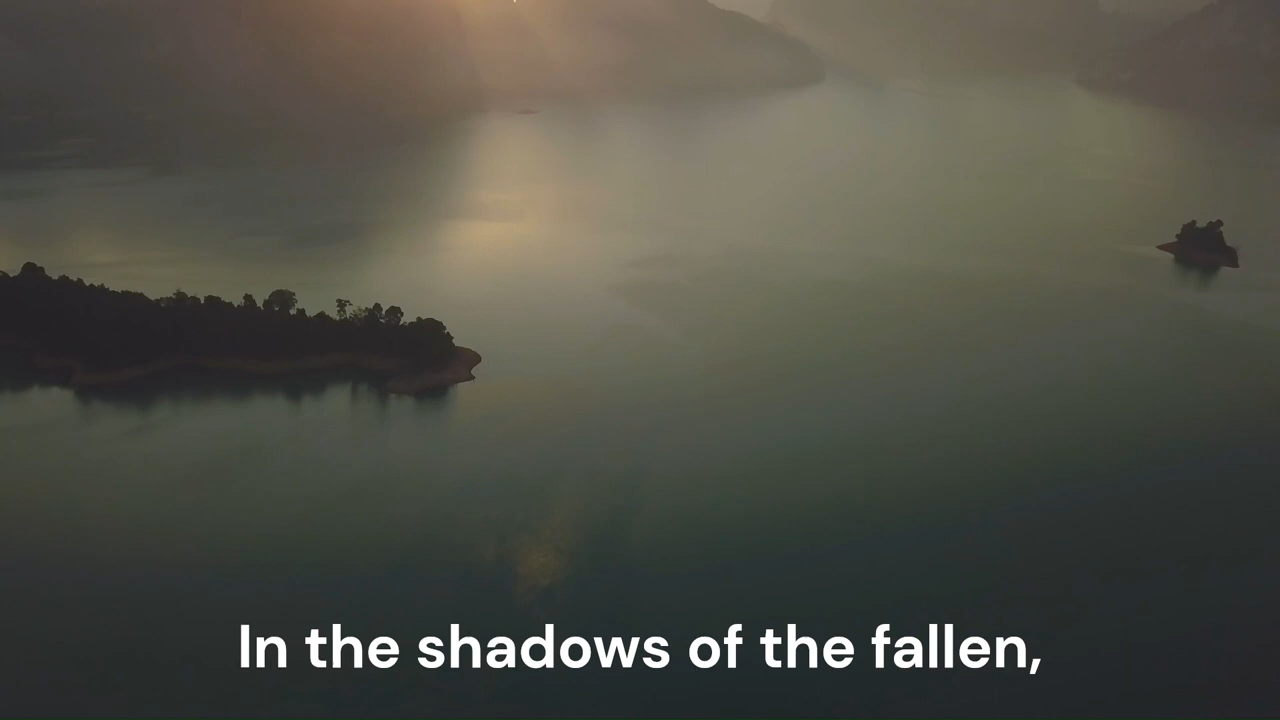 In the shadows of the fallen,